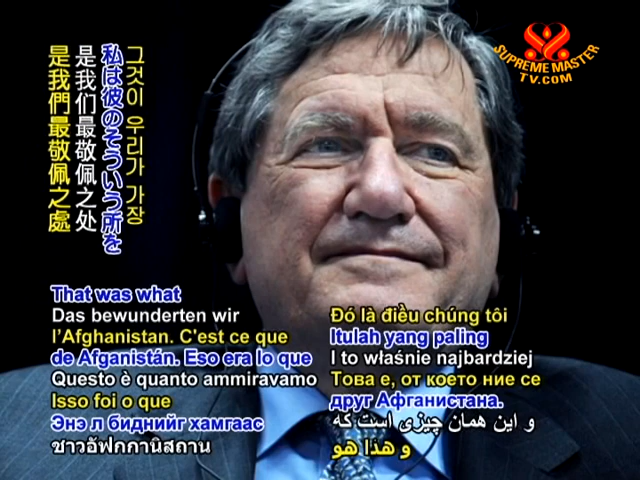 SUPREME MASTER
TV.COM
그것이 우리가 가장
私は彼のそういう所を
是我们最敬佩之处
是我們最敬佩之處
That was what
Das bewunderten wir
l'Afghanistan. C'est ce que
de Afganistán. Eso era lo que
Questo è quanto ammiravamo
Isso foi o que
Энэ л биднийг хамгаас
ชาวอัฟกกานิสถาน
Đó là điều chúng tôi
Itulah yang paling
I to właśnie najbardziej
Това е, от което ние се
друг Афганистана.
و این همان چیزی است که
و هذا هو